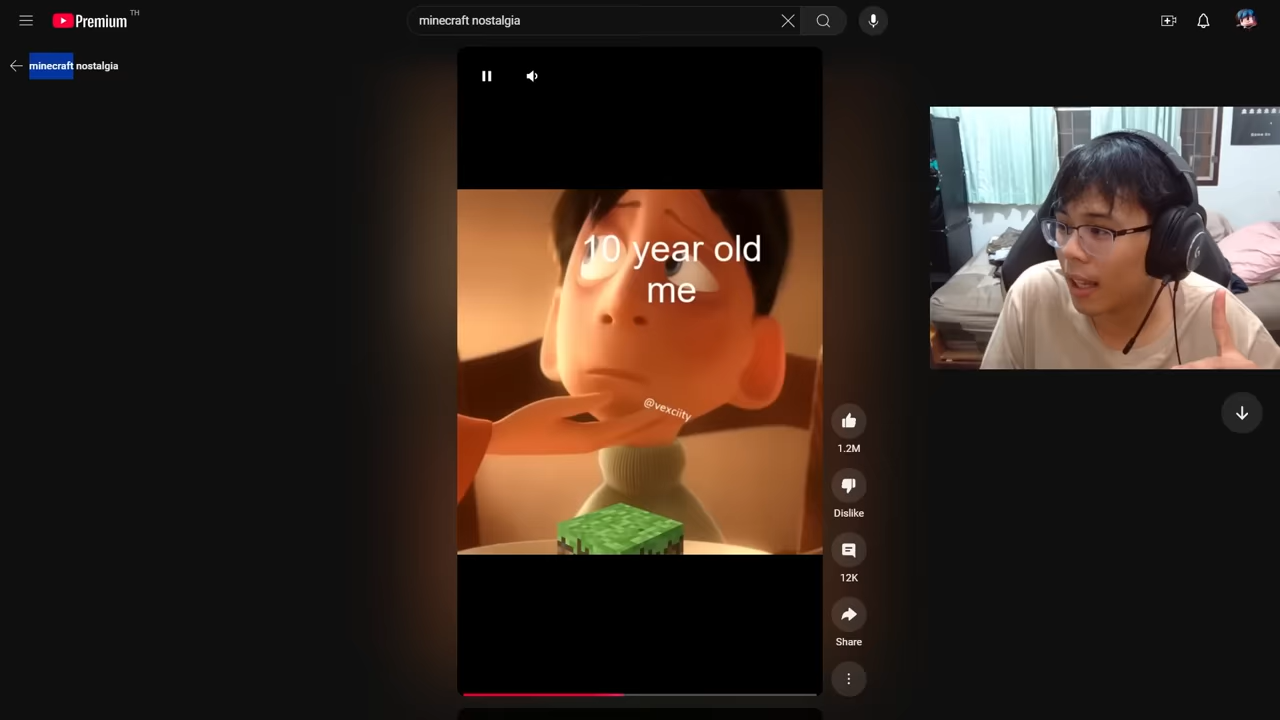 Premium TH
minecraft nostalgia
minecraft nostalgia
10 year old
me
@vexciity
1.2M
Dislike
12K
Share